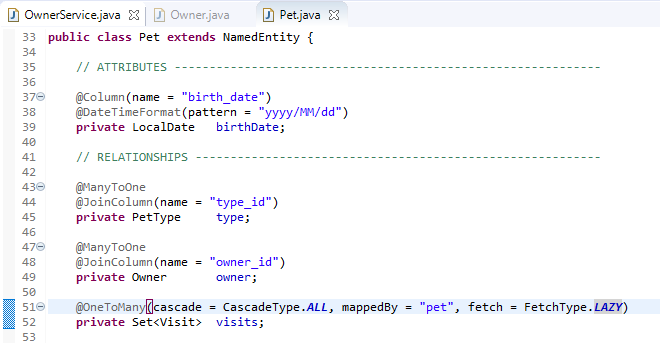 OwnerService.java Owner.java Pet.java
33 public class Pet extends NamedEntity {
34
35 // ATTRIBUTES -------------------------------------------------------------
36
37 @Column(name = "birth_date")
38 @DateTimeFormat(pattern = "yyyy/MM/dd")
39 private LocalDate birthDate;
40
41 // RELATIONSHIPS ----------------------------------------------------------
42
43 @ManyToOne
44 @JoinColumn(name = "type_id")
45 private PetType type;
46
47 @ManyToOne
48 @JoinColumn(name = "owner_id")
49 private Owner owner;
50
51 @OneToMany(cascade = CascadeType.ALL, mappedBy = "pet", fetch = FetchType.LAZY)
52 private Set<Visit> visits;
53